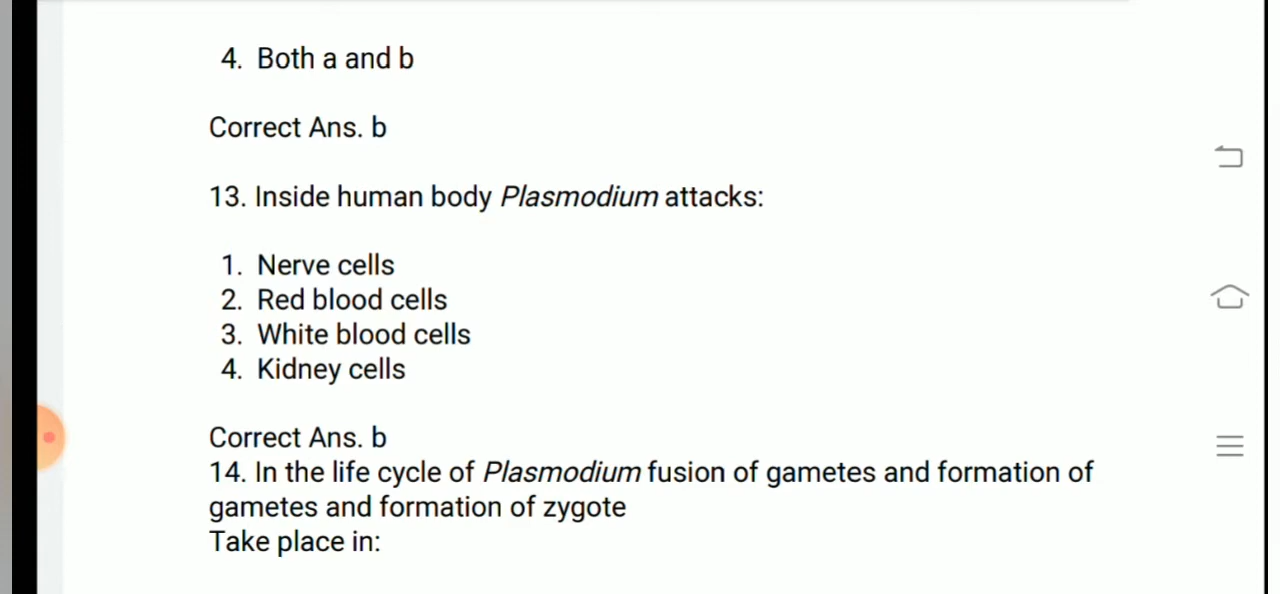 4. Both a and b
Correct Ans. b
13. Inside human body Plasmodium attacks:
1. Nerve cells
2. Red blood cells
3. White blood cells
4. Kidney cells
Correct Ans. b
14. In the life cycle of Plasmodium fusion of gametes and formation of
gametes and formation of zygote
Take place in: